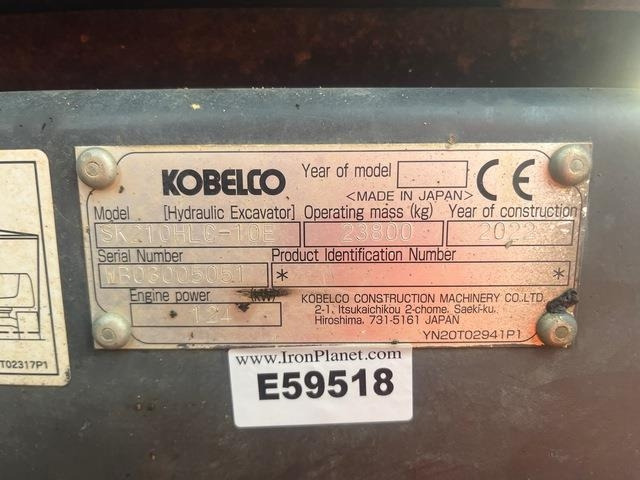 KOBELCO
Year of model
<MADE IN JAPAN>
CE
Model [Hydraulic Excavator] Operating mass (kg) Year of construction
SK210HLC-10E 23800 2022
Serial Number Product Identification Number
* *
Engine power
124
KOBELCO CONSTRUCTION MACHINERY CO.,LTD.
2-1, Itsukaichikou 2-chome, Saeki-ku,
Hiroshima, 731-5161 JAPAN
YN20T02941P1
T02317P1
www.IronPlanet.com
E59518